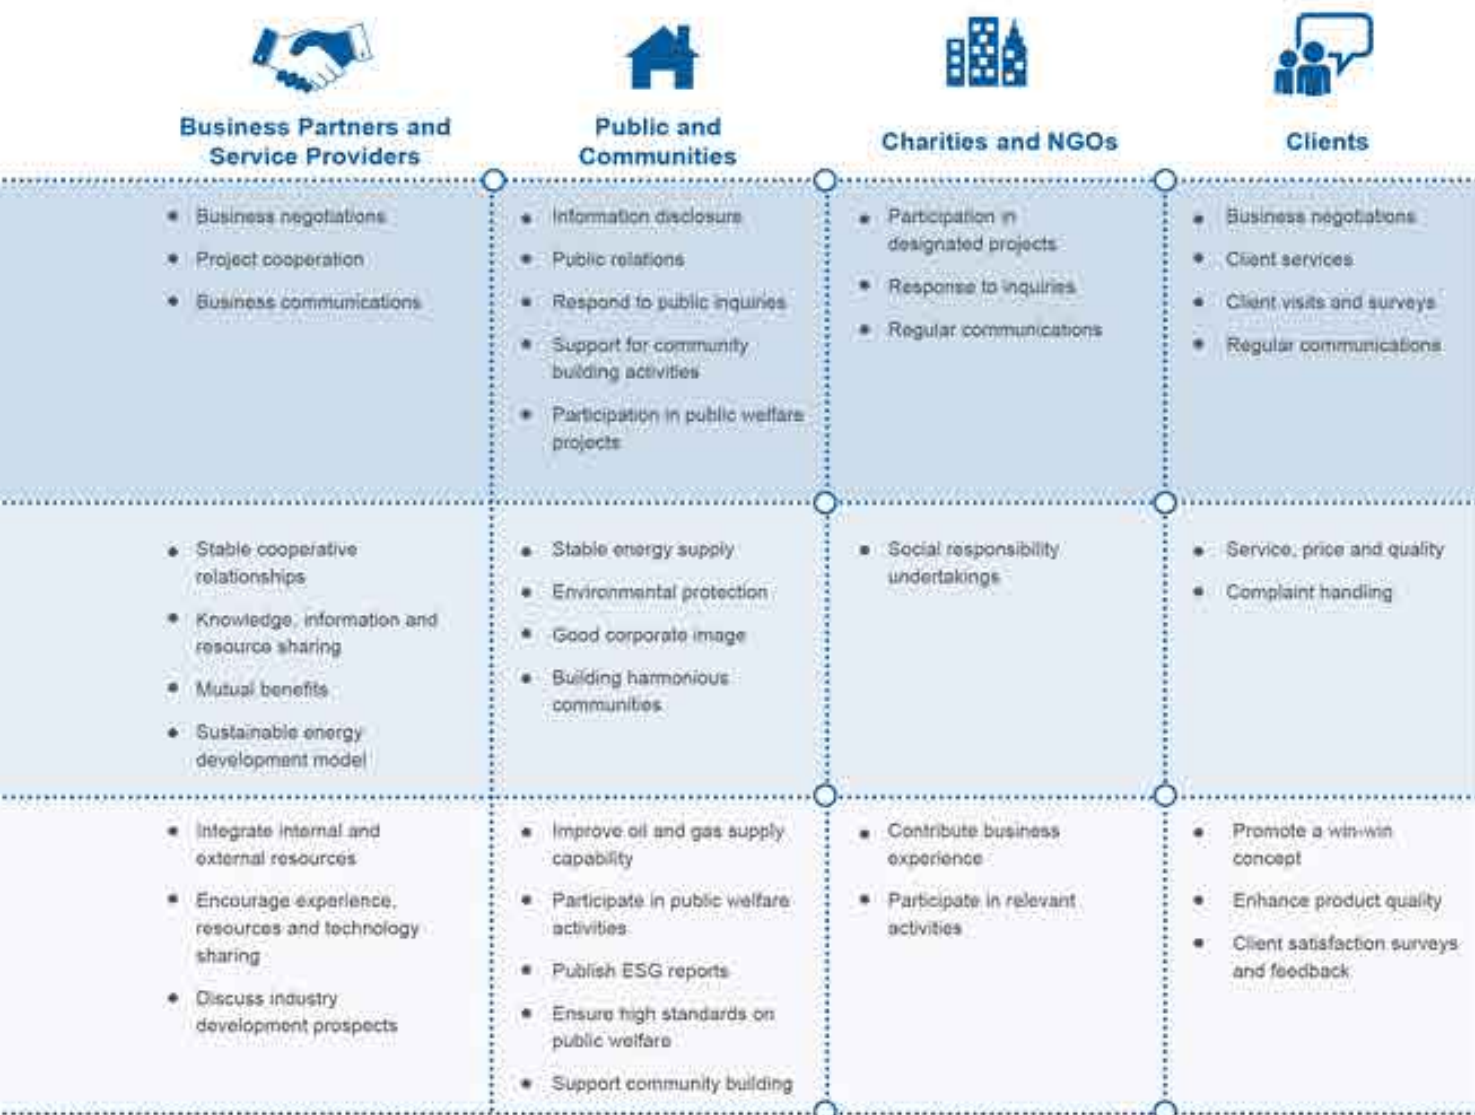 Business Partners and
Service Providers
Public and
Communities
Charities and NGOs
Clients
Business negotiations
Project cooperation
Business communications
Information disclosure
Public relations
Respond to public inquiries
Support for community
building activities
Participation in public welfare
projects
Participation in
designated projects
Response to inquiries
Regular communications
Business negotiations
Client services
Client visits and surveys
Regular communications
Stable cooperative
relationships
Knowledge, information and
resource sharing
Mutual benefits
Sustainable energy
development model
Stable energy supply
Environmental protection
Good corporate image
Building harmonious
communities
Social responsibility
undertakings
Service, price and quality
Complaint handling
Integrate internal and
external resources
Encourage experience,
resources and technology
sharing
Discuss industry
development prospects
Improve oil and gas supply
capability
Participate in public welfare
activities
Publish ESG reports
Ensure high standards on
public welfare
Support community building
Contribute business
experience
Participate in relevant
activities
Promote a win-win
concept
Enhance product quality
Client satisfaction surveys
and feedback